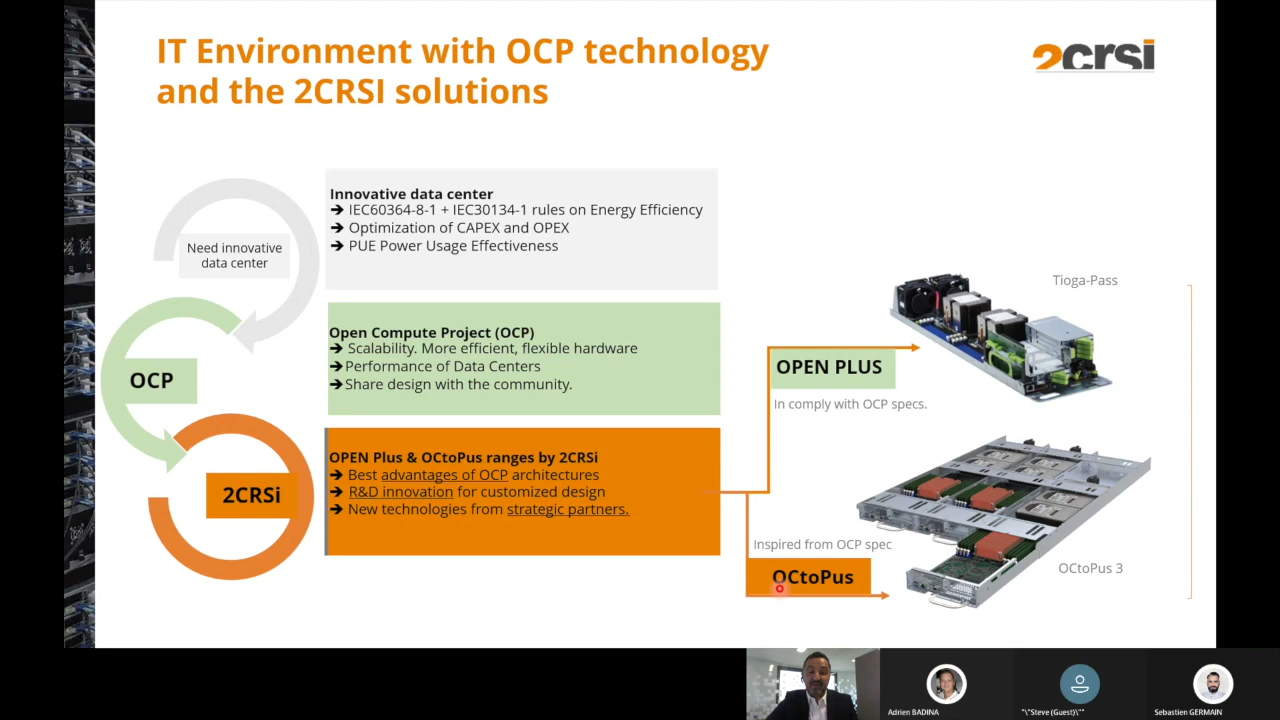 IT Environment with OCP technology
and the 2CRSI solutions
2crsi
Need innovative
data center
Innovative data center
➔ IEC60364-8-1 + IEC30134-1 rules on Energy Efficiency
➔ Optimization of CAPEX and OPEX
➔ PUE Power Usage Effectiveness
OCP
Open Compute Project (OCP)
➔ Scalability. More efficient, flexible hardware
➔Performance of Data Centers
➔Share design with the community.
2CRSi
OPEN Plus & OCtoPus ranges by 2CRSi
➔ Best advantages of OCP architectures
➔ R&D innovation for customized design
➔ New technologies from strategic partners.
Tioga-Pass
OPEN PLUS
In comply with OCP specs.
Inspired from OCP spec
OCtoPus
OCtoPus 3
Adrien BADINA
"\"Steve (Guest)\""
Sebastien GERMAIN